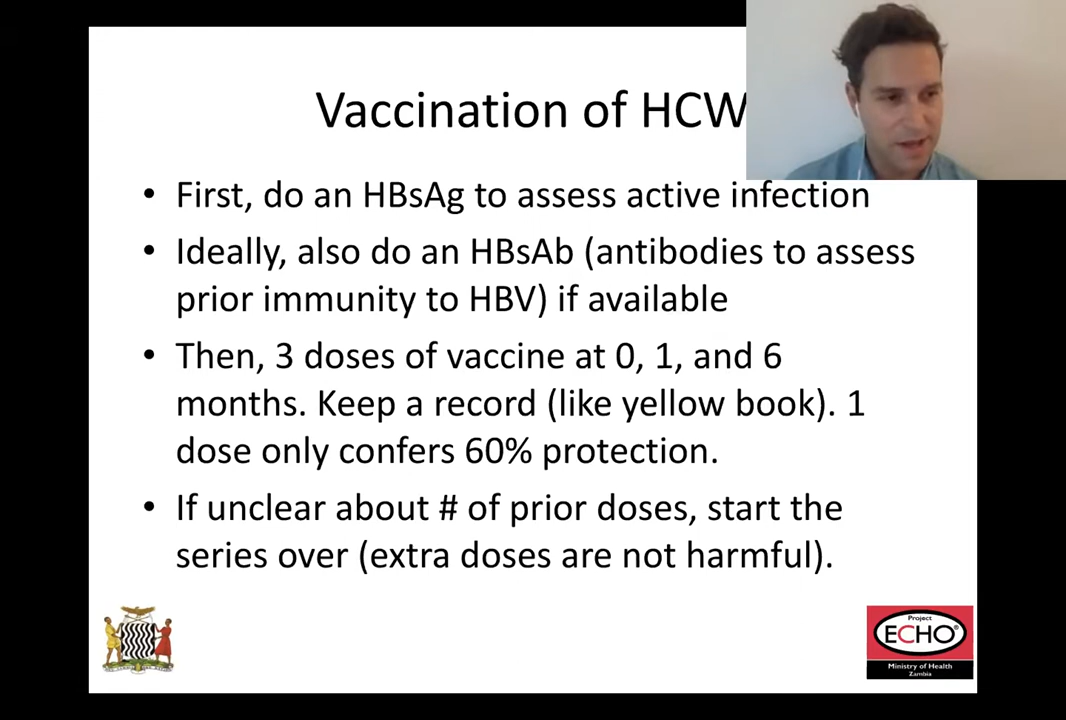 Vaccination of HCW
• First, do an HBsAg to assess active infection
• Ideally, also do an HBsAb (antibodies to assess
prior immunity to HBV) if available
• Then, 3 doses of vaccine at 0, 1, and 6
months. Keep a record (like yellow book). 1
dose only confers 60% protection.
• If unclear about # of prior doses, start the
series over (extra doses are not harmful).
Project
ECHO®
Ministry of Health
Zambia